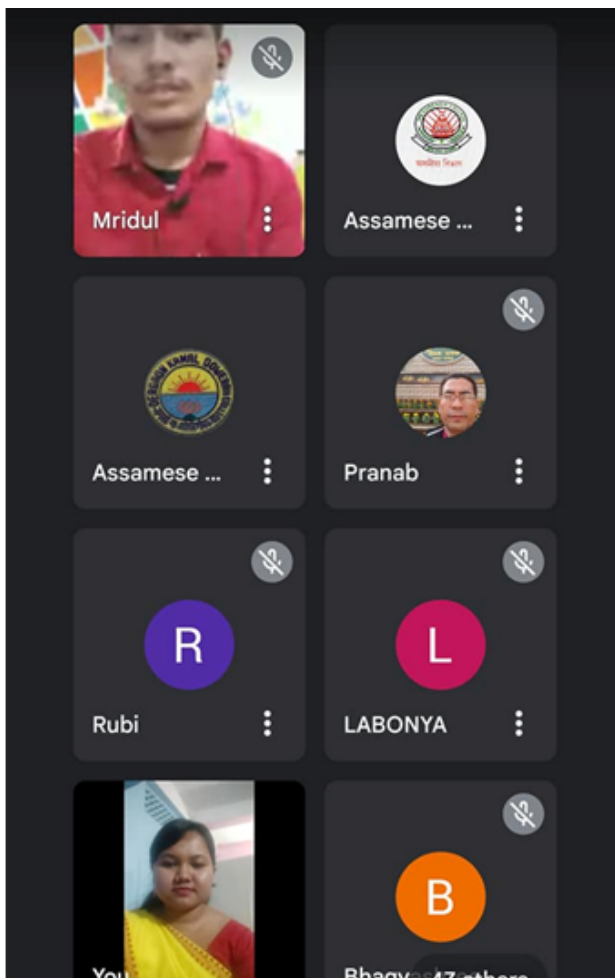 Mridul
Assamese ...
Assamese ...
Pranab
R
Rubi
L
LABONYA
You
B
47 others